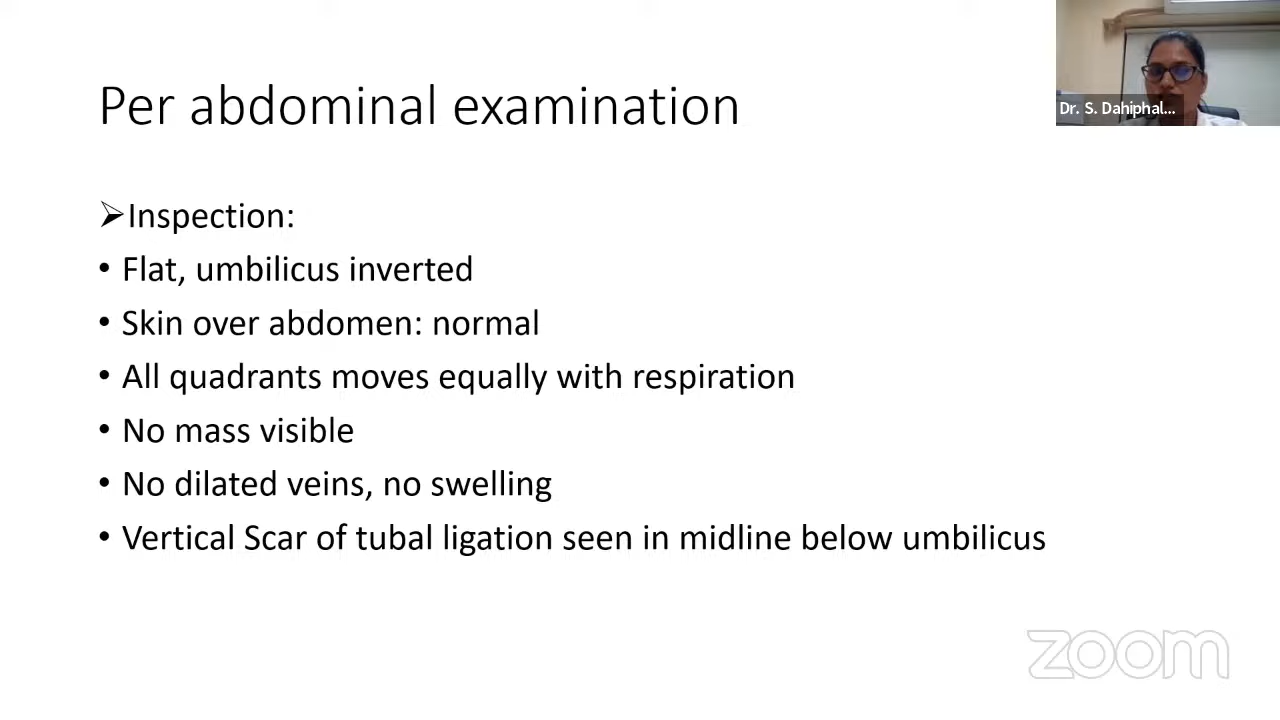 Dr. S. Dahiphal...
Per abdominal examination
➢Inspection:
• Flat, umbilicus inverted
• Skin over abdomen: normal
• All quadrants moves equally with respiration
• No mass visible
• No dilated veins, no swelling
• Vertical Scar of tubal ligation seen in midline below umbilicus
zoom